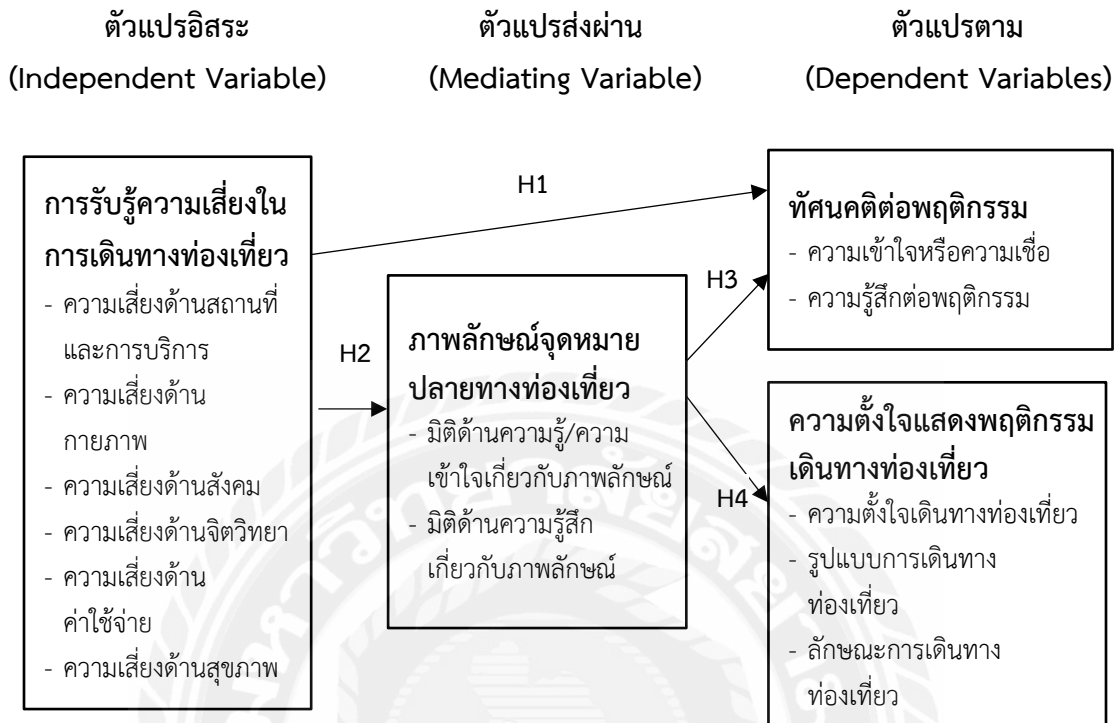 ตัวแปรอิสระ
(Independent Variable)
ตัวแปรส่งผ่าน
(Mediating Variable)
ตัวแปรตาม
(Dependent Variables)
การรับรู้ความเสี่ยงใน
การเดินทางท่องเที่ยว
- ความเสี่ยงด้านสถานที่
และการบริการ
- ความเสี่ยงด้าน
กายภาพ
- ความเสี่ยงด้านสังคม
- ความเสี่ยงด้านจิตวิทยา
- ความเสี่ยงด้าน
ค่าใช้จ่าย
- ความเสี่ยงด้านสุขภาพ
H1
H2
ภาพลักษณ์จุดหมาย
ปลายทางท่องเที่ยว
- มิติด้านความรู้/ความ
เข้าใจเกี่ยวกับภาพลักษณ์
- มิติด้านความรู้สึก
เกี่ยวกับภาพลักษณ์
H3
H4
ทัศนคติต่อพฤติกรรม
- ความเข้าใจหรือความเชื่อ
- ความรู้สึกต่อพฤติกรรม
ความตั้งใจแสดงพฤติกรรม
เดินทางท่องเที่ยว
- ความตั้งใจเดินทางท่องเที่ยว
- รูปแบบการเดินทาง
ท่องเที่ยว
- ลักษณะการเดินทาง
ท่องเที่ยว